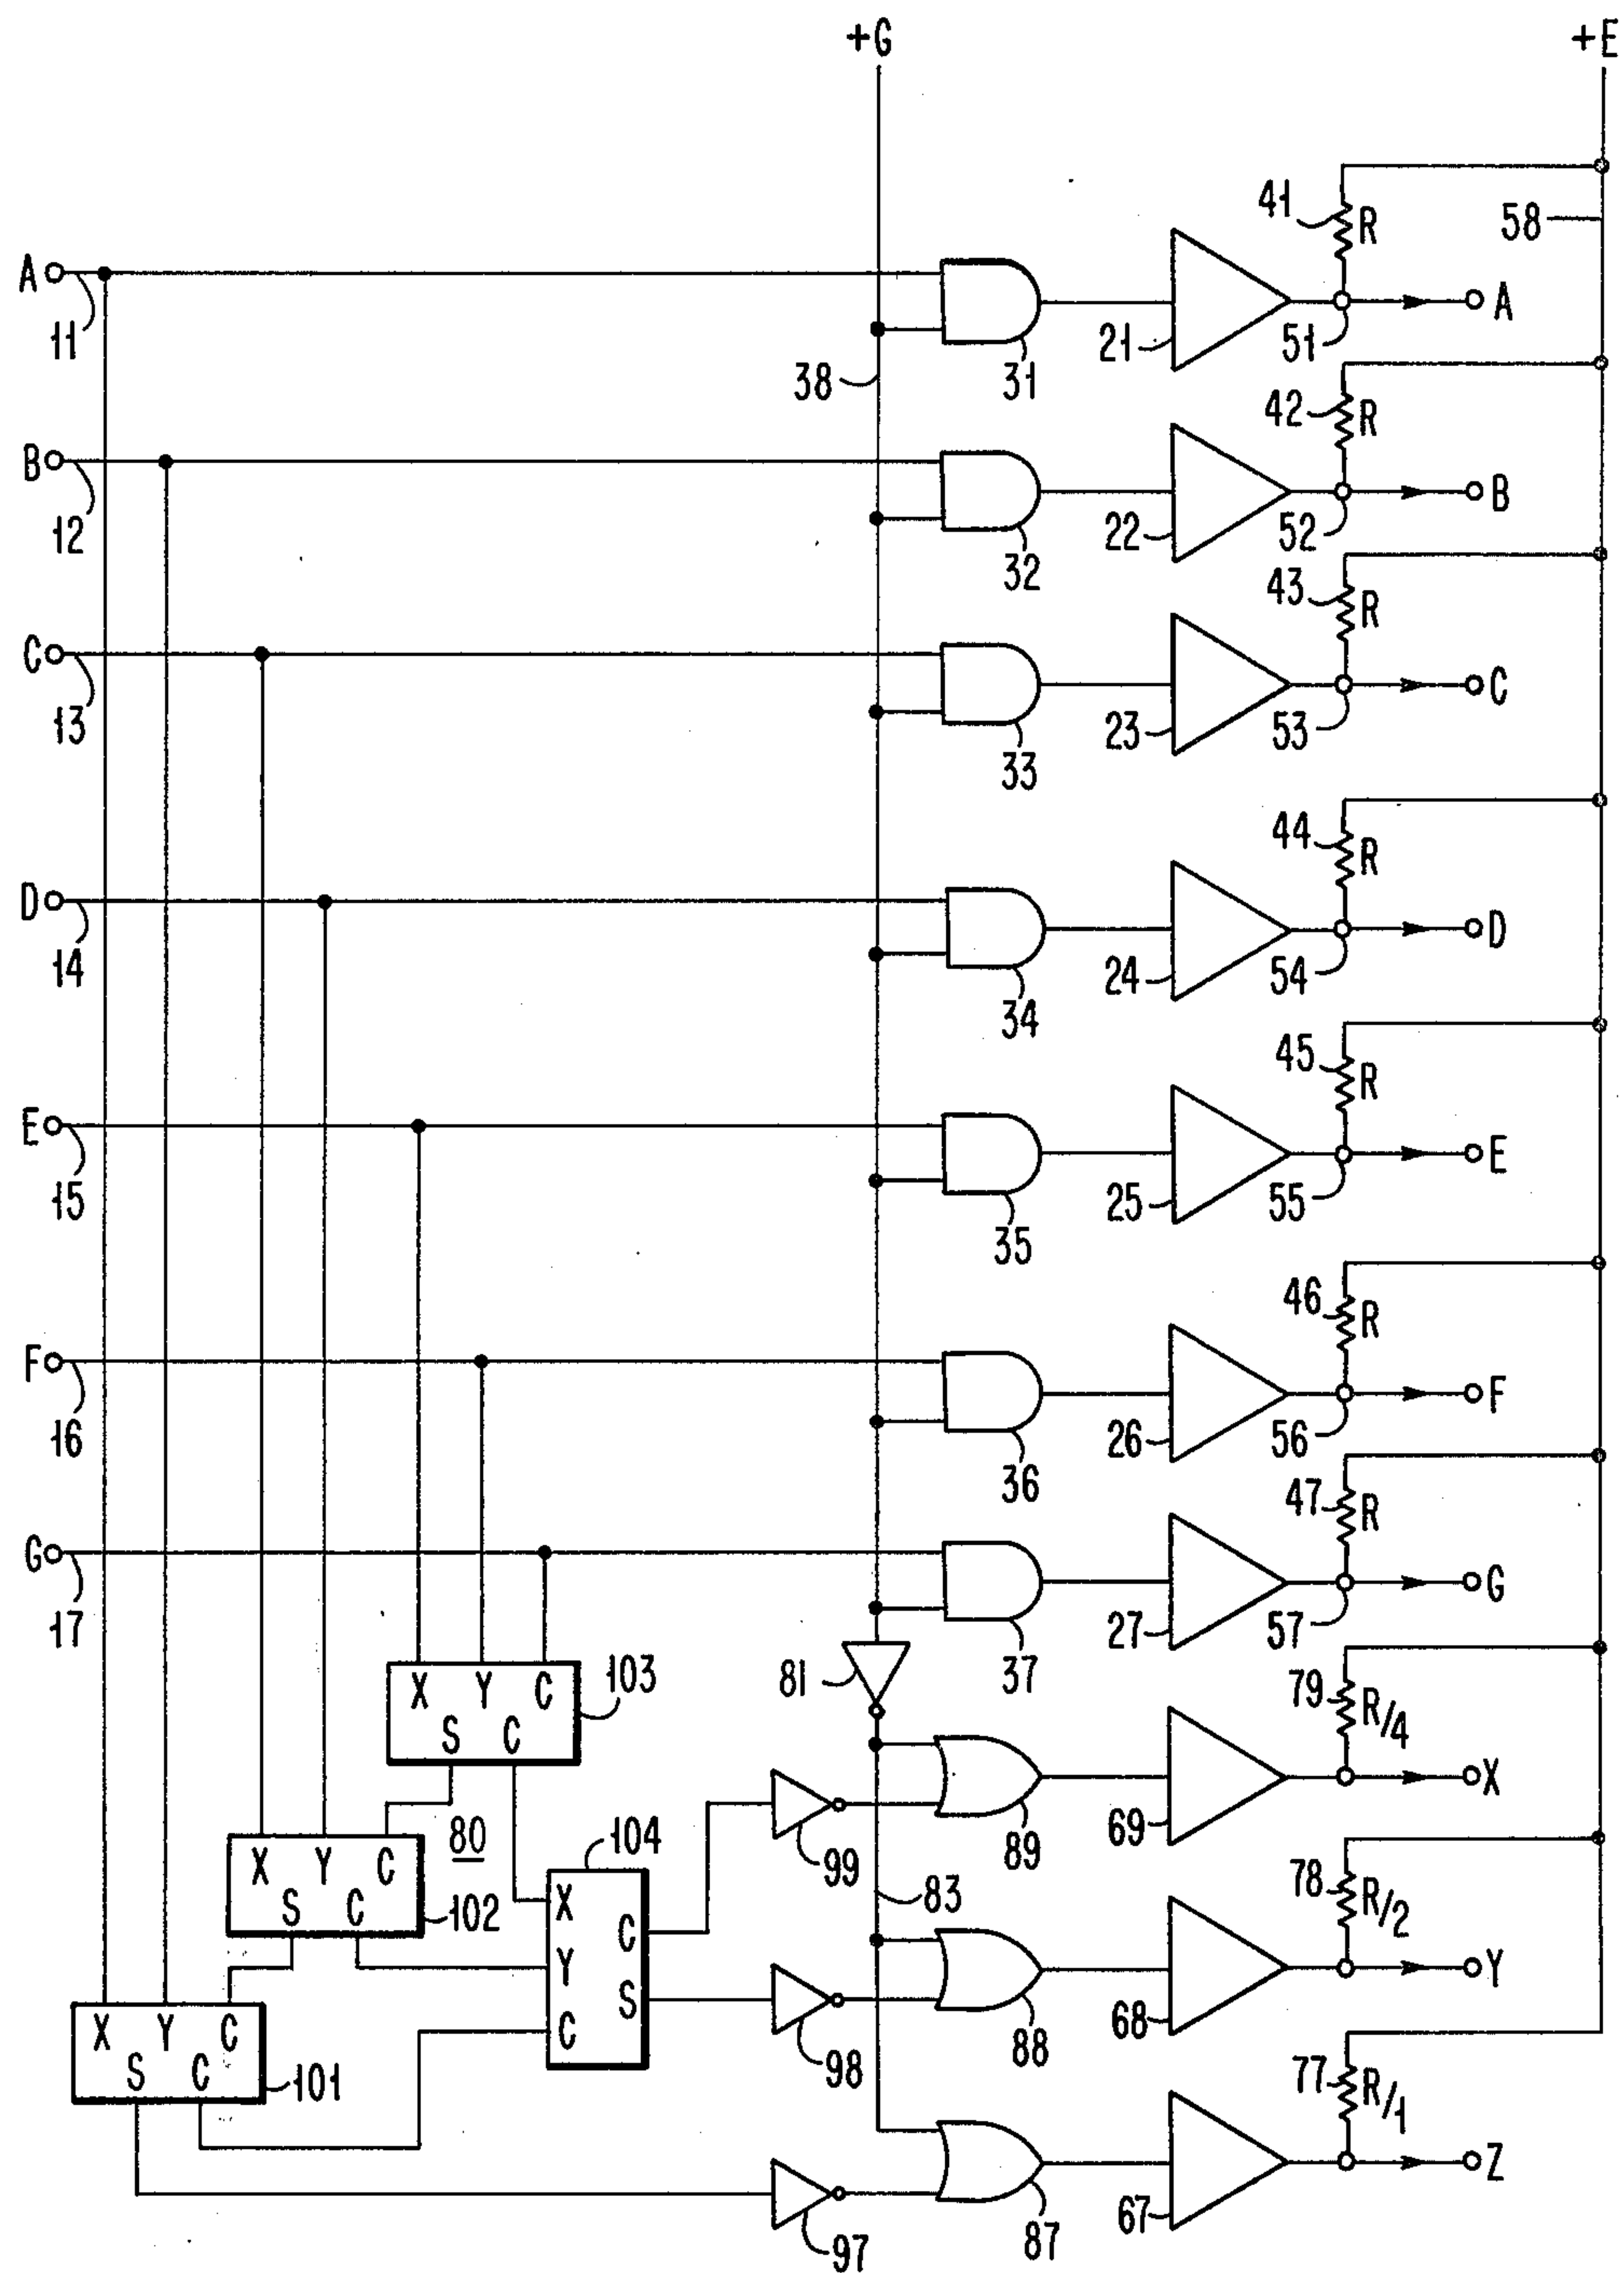 +G +E
41 R 58
A A
11 38 31 21 51
42 R
B B
12 32 22 52
43 R
C C
13 33 23 53
44 R
D D
14 34 24 54
45 R
E E
15 35 25 55
46 R
F F
16 36 26 56
47 R
G G
17 37 27 57
103 81 79 R/4
X Y C
S C
X
80 104 99 89 69
X Y C
S C
102
83 78 R/2
X
Y
C
C
S
Y
98 88 68
X Y C
S C
101
77 R/1
Z
97 87 67